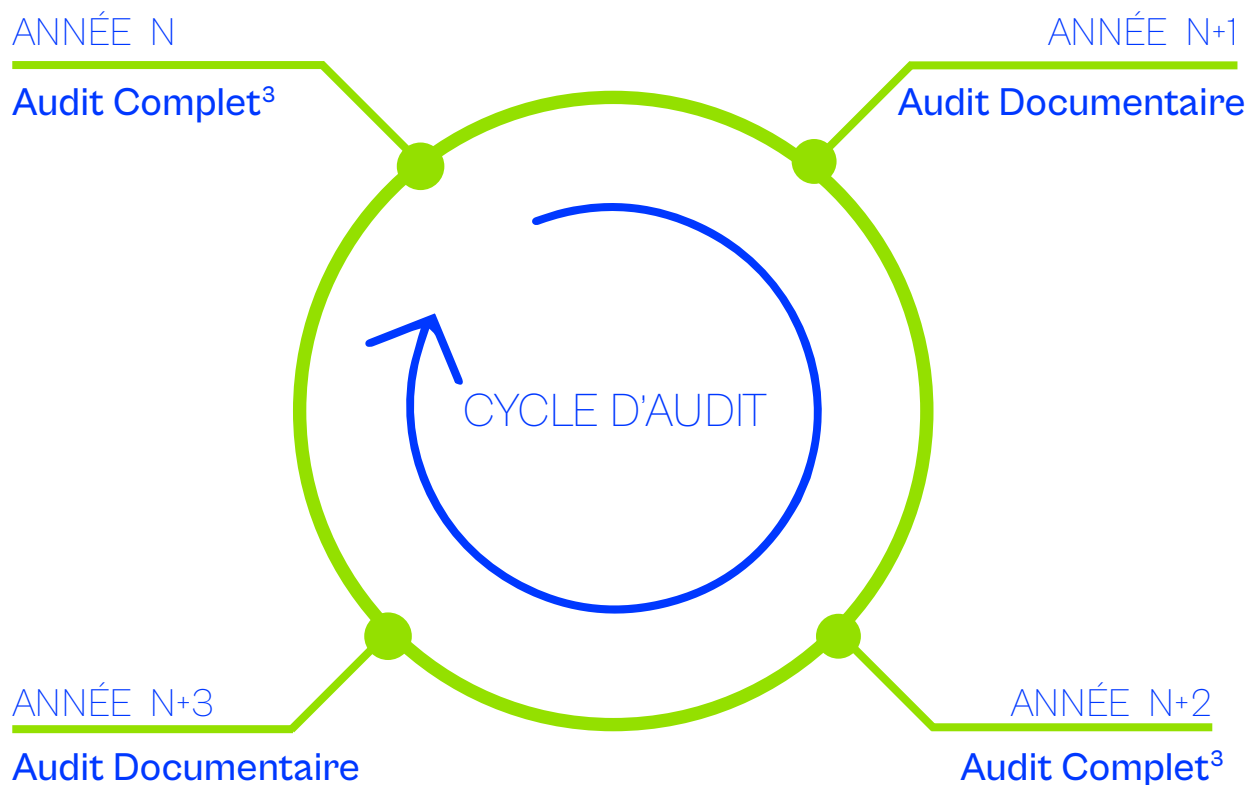 ANNÉE N
Audit Complet³
ANNÉE N+1
Audit Documentaire
CYCLE D'AUDIT
ANNÉE N+3
Audit Documentaire
ANNÉE N+2
Audit Complet³